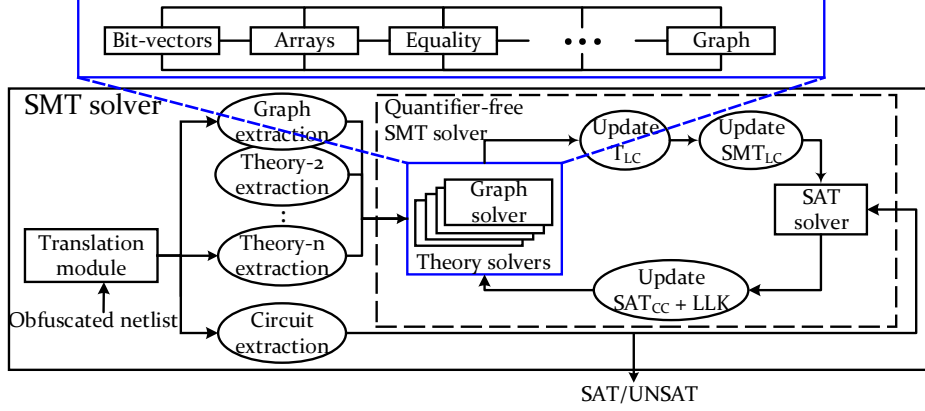 Bit-vectors
Arrays
Equality
Graph
SMT solver
Graph
extraction
Quantifier-free
SMT solver
Update
T_LC
Update
SMT_LC
Theory-2
extraction
Graph
solver
SAT
solver
Translation
module
Theory-n
extraction
Theory solvers
Update
SAT_CC + LLK
Obfuscated netlist
Circuit
extraction
SAT/UNSAT